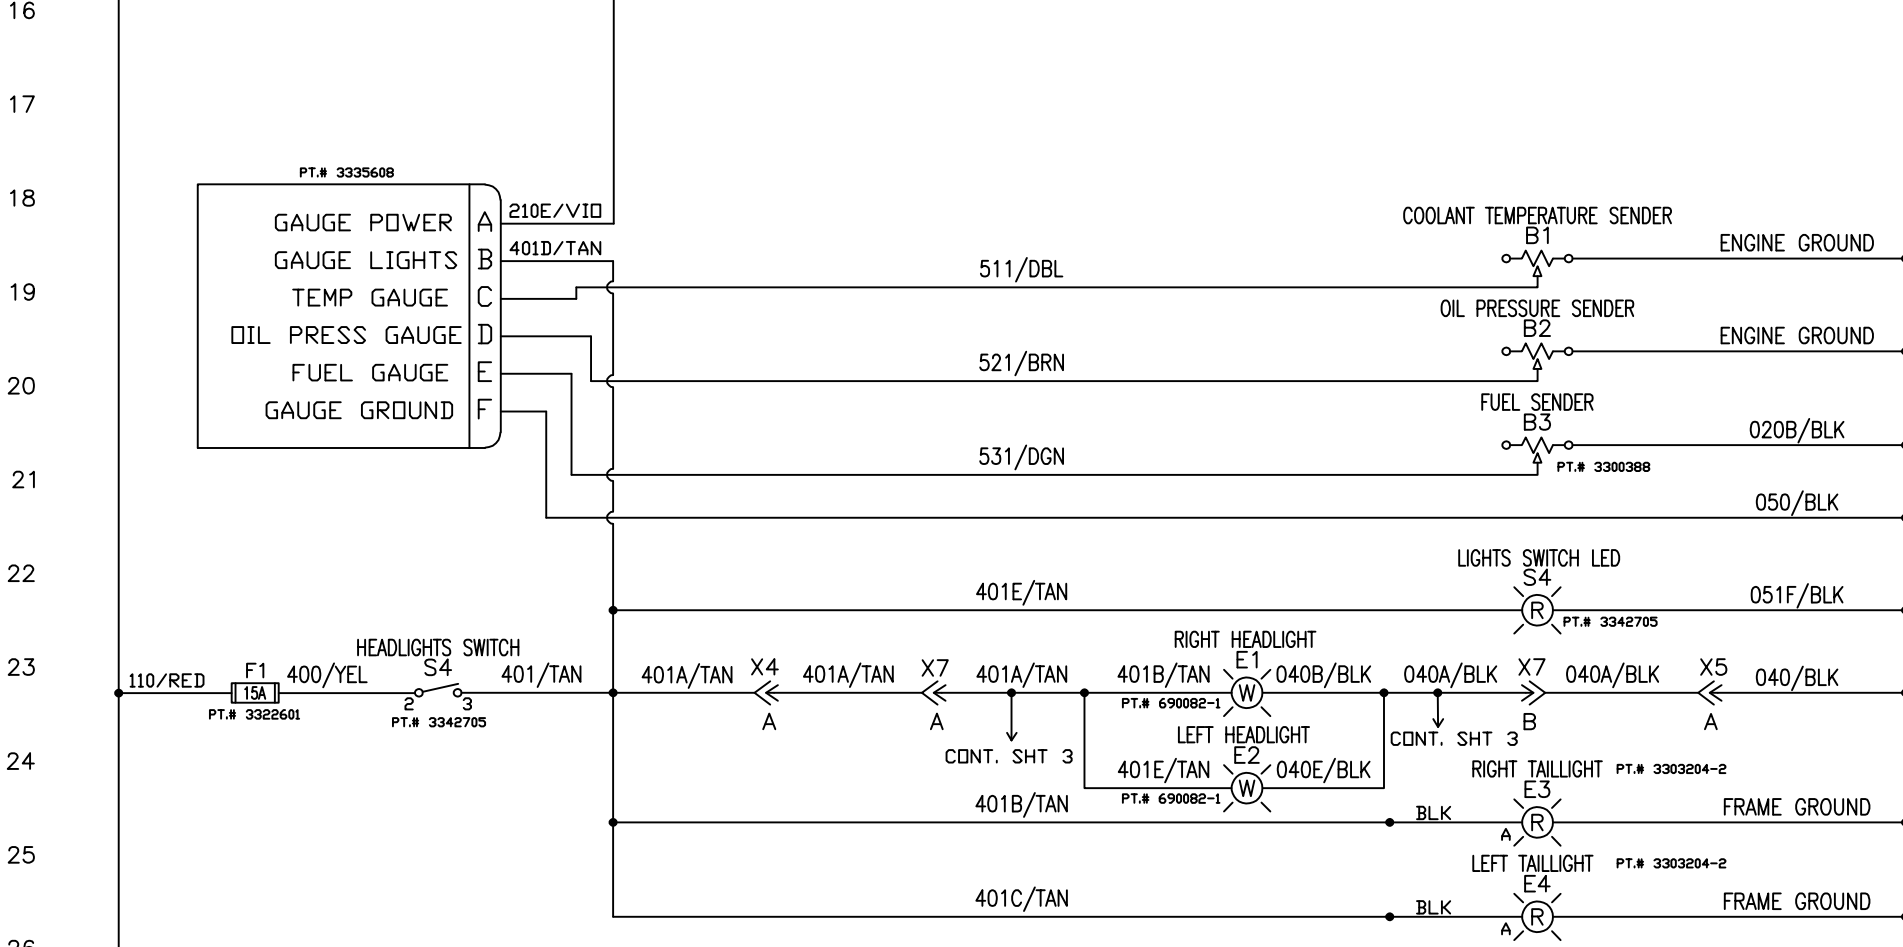 16
17
PT.# 3335608
18
GAUGE POWER A 210E/VIO
GAUGE LIGHTS B 401D/TAN
TEMP GAUGE C
OIL PRESS GAUGE D
FUEL GAUGE E
GAUGE GROUND F
COOLANT TEMPERATURE SENDER
B1
ENGINE GROUND
511/DBL
19
OIL PRESSURE SENDER
B2
ENGINE GROUND
521/BRN
20
FUEL SENDER
B3
020B/BLK
531/DGN
PT.# 3300388
21
050/BLK
22
LIGHTS SWITCH LED
S4
401E/TAN
R
051F/BLK
PT.# 3342705
23
110/RED
F1
15A
PT.# 3322601
400/YEL
HEADLIGHTS SWITCH
S4
2 3
PT.# 3342705
401/TAN
401A/TAN
X4
A
401A/TAN
X7
A
401A/TAN
CONT. SHT 3
RIGHT HEADLIGHT
E1
401B/TAN
W
040B/BLK
PT.# 690082-1
040A/BLK
CONT. SHT 3
X7
B
040A/BLK
X5
A
040/BLK
24
LEFT HEADLIGHT
E2
401E/TAN
W
040E/BLK
PT.# 690082-1
RIGHT TAILLIGHT PT.# 3303204-2
E3
401B/TAN
BLK
A
R
FRAME GROUND
25
LEFT TAILLIGHT PT.# 3303204-2
E4
401C/TAN
BLK
A
R
FRAME GROUND
26